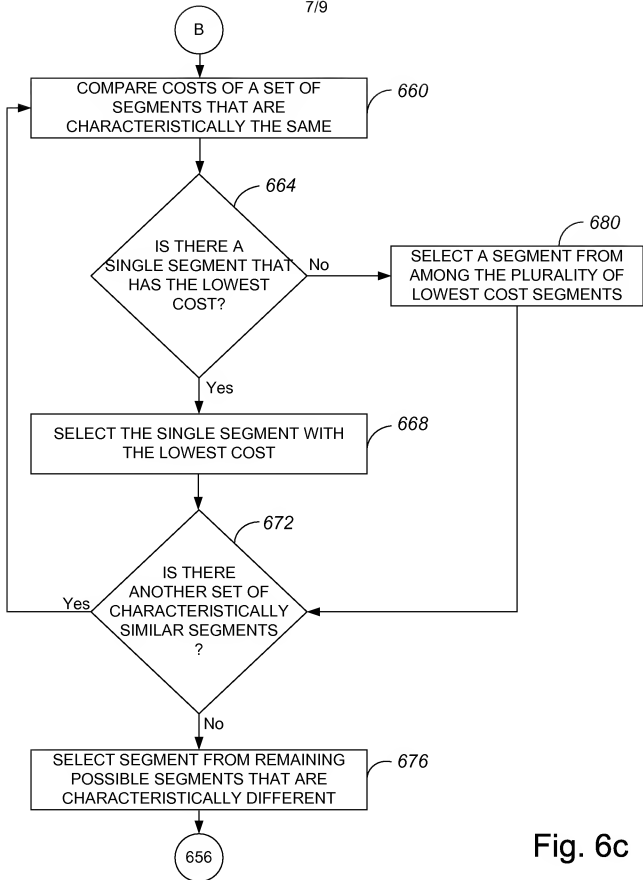 7/9
B
COMPARE COSTS OF A SET OF
SEGMENTS THAT ARE
CHARACTERISTICALLY THE SAME
660
664
IS THERE A
SINGLE SEGMENT THAT
HAS THE LOWEST
COST?
No
680
SELECT A SEGMENT FROM
AMONG THE PLURALITY OF
LOWEST COST SEGMENTS
Yes
SELECT THE SINGLE SEGMENT WITH
THE LOWEST COST
668
672
IS THERE
ANOTHER SET OF
CHARACTERISTICALLY
SIMILAR SEGMENTS
?
Yes
No
SELECT SEGMENT FROM REMAINING
POSSIBLE SEGMENTS THAT ARE
CHARACTERISTICALLY DIFFERENT
676
656
Fig. 6c